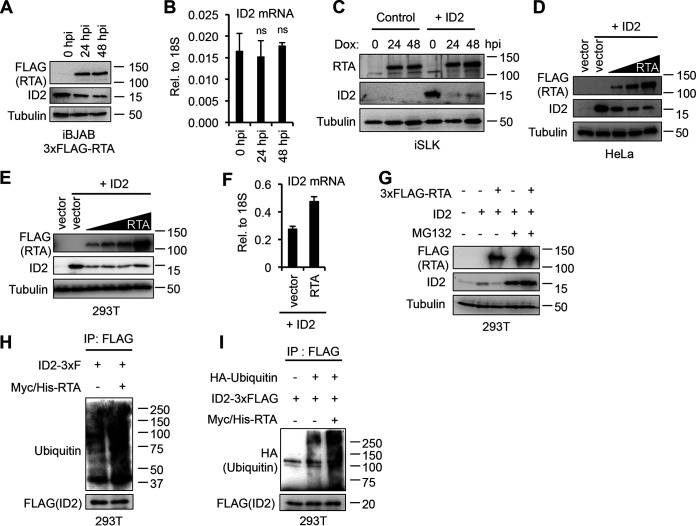 A
0 hpi
24 hpi
48 hpi
FLAG
(RTA)
150
100
ID2
15
Tubulin
50
iBJAB
3xFLAG-RTA
B
ID2 mRNA
Rel. to 18S
0.025
0.020
0.015
0.010
0.005
0.000
ns
ns
0 hpi
24 hpi
48 hpi
C
Control
+ ID2
Dox:
0
24
48
0
24
48
hpi
RTA
150
100
ID2
15
Tubulin
50
iSLK
D
+ ID2
vector
vector
RTA
FLAG
(RTA)
150
100
ID2
15
Tubulin
50
HeLa
E
+ ID2
vector
vector
RTA
FLAG
(RTA)
150
100
ID2
15
Tubulin
50
293T
F
ID2 mRNA
Rel. to 18S
0.6
0.4
0.2
0
vector
RTA
+ ID2
G
3xFLAG-RTA
- - + - +
ID2
- + + + +
MG132
- - - + +
FLAG
(RTA)
150
100
ID2
15
Tubulin
50
293T
H
IP: FLAG
ID2-3xF
+ +
Myc/His-RTA
- +
Ubiquitin
250
150
100
75
50
37
FLAG(ID2)
293T
I
IP: FLAG
HA-Ubiquitin
- + +
ID2-3xFLAG
+ + +
Myc/His-RTA
- - +
HA
(Ubiquitin)
250
150
100
75
FLAG(ID2)
20
293T